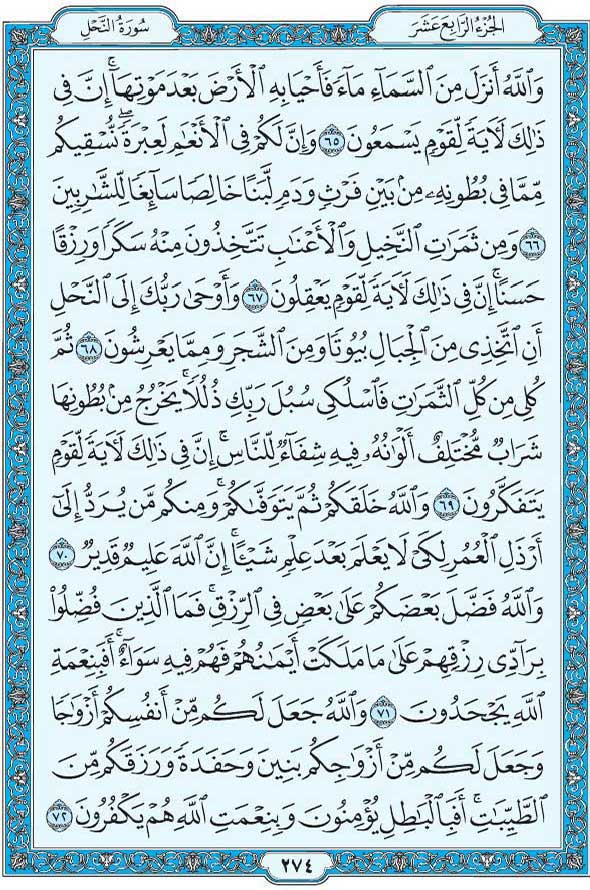 الجُزْءُ الرَّابِعَ عَشَرَ
سُورَةُ النَّحْلِ
وَٱللَّهُ أَنزَلَ مِنَ ٱلسَّمَآءِ مَآءً فَأَحْيَا بِهِ ٱلْأَرْضَ بَعْدَ مَوْتِهَآ ۚ إِنَّ فِى
ذَٰلِكَ لَـَٔايَةً لِّقَوْمٍ يَسْمَعُونَ ٦٥ وَإِنَّ لَكُمْ فِى ٱلْأَنْعَٰمِ لَعِبْرَةً ۖ نُّسْقِيكُم
مِّمَّا فِى بُطُونِهِۦ مِنۢ بَيْنِ فَرْثٍ وَدَمٍ لَّبَنًا خَالِصًا سَآئِغًا لِّلشَّٰرِبِينَ
٦٦ وَمِن ثَمَرَٰتِ ٱلنَّخِيلِ وَٱلْأَعْنَٰبِ تَتَّخِذُونَ مِنْهُ سَكَرًا وَرِزْقًا
حَسَنًا ۗ إِنَّ فِى ذَٰلِكَ لَـَٔايَةً لِّقَوْمٍ يَعْقِلُونَ ٦٧ وَأَوْحَىٰ رَبُّكَ إِلَى ٱلنَّحْلِ
أَنِ ٱتَّخِذِى مِنَ ٱلْجِبَالِ بُيُوتًا وَمِنَ ٱلشَّجَرِ وَمِمَّا يَعْرِشُونَ ٦٨ ثُمَّ
كُلِى مِن كُلِّ ٱلثَّمَرَٰتِ فَٱسْلُكِى سُبُلَ رَبِّكِ ذُلُلًا ۚ يَخْرُجُ مِنۢ بُطُونِهَا
شَرَابٌ مُّخْتَلِفٌ أَلْوَٰنُهُۥ فِيهِ شِفَآءٌ لِّلنَّاسِ ۗ إِنَّ فِى ذَٰلِكَ لَـَٔايَةً لِّقَوْمٍ
يَتَفَكَّرُونَ ٦٩ وَٱللَّهُ خَلَقَكُمْ ثُمَّ يَتَوَفَّىٰكُمْ ۚ وَمِنكُم مَّن يُرَدُّ إِلَىٰٓ
أَرْذَلِ ٱلْعُمُرِ لِكَىْ لَا يَعْلَمَ بَعْدَ عِلْمٍ شَيْـًٔا ۚ إِنَّ ٱللَّهَ عَلِيمٌ قَدِيرٌ ٧٠
وَٱللَّهُ فَضَّلَ بَعْضَكُمْ عَلَىٰ بَعْضٍ فِى ٱلرِّزْقِ ۚ فَمَا ٱلَّذِينَ فُضِّلُوا۟
بِرَآدِّى رِزْقِهِمْ عَلَىٰ مَا مَلَكَتْ أَيْمَٰنُهُمْ فَهُمْ فِيهِ سَوَآءٌ ۚ أَفَبِنِعْمَةِ
ٱللَّهِ يَجْحَدُونَ ٧١ وَٱللَّهُ جَعَلَ لَكُم مِّنْ أَنفُسِكُمْ أَزْوَٰجًا
وَجَعَلَ لَكُم مِّنْ أَزْوَٰجِكُم بَنِينَ وَحَفَدَةً وَرَزَقَكُم مِّنَ
ٱلطَّيِّبَٰتِ ۚ أَفَبِٱلْبَٰطِلِ يُؤْمِنُونَ وَبِنِعْمَتِ ٱللَّهِ هُمْ يَكْفُرُونَ ٧٢
٢٧٤